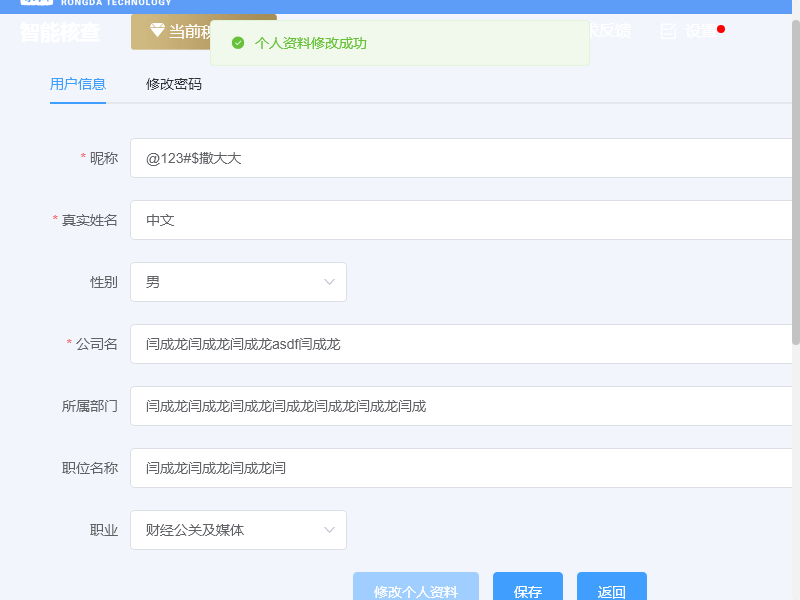 RONGDA TECHNOLOGY
智能核查
当前积
个人资料修改成功
求反馈
设置
用户信息
修改密码
* 昵称
@123#$撒大大
* 真实姓名
中文
性别
男
* 公司名
闫成龙闫成龙闫成龙asdf闫成龙
所属部门
闫成龙闫成龙闫成龙闫成龙闫成龙闫成龙闫成
职位名称
闫成龙闫成龙闫成龙闫
职业
财经公关及媒体
修改个人资料
保存
返回